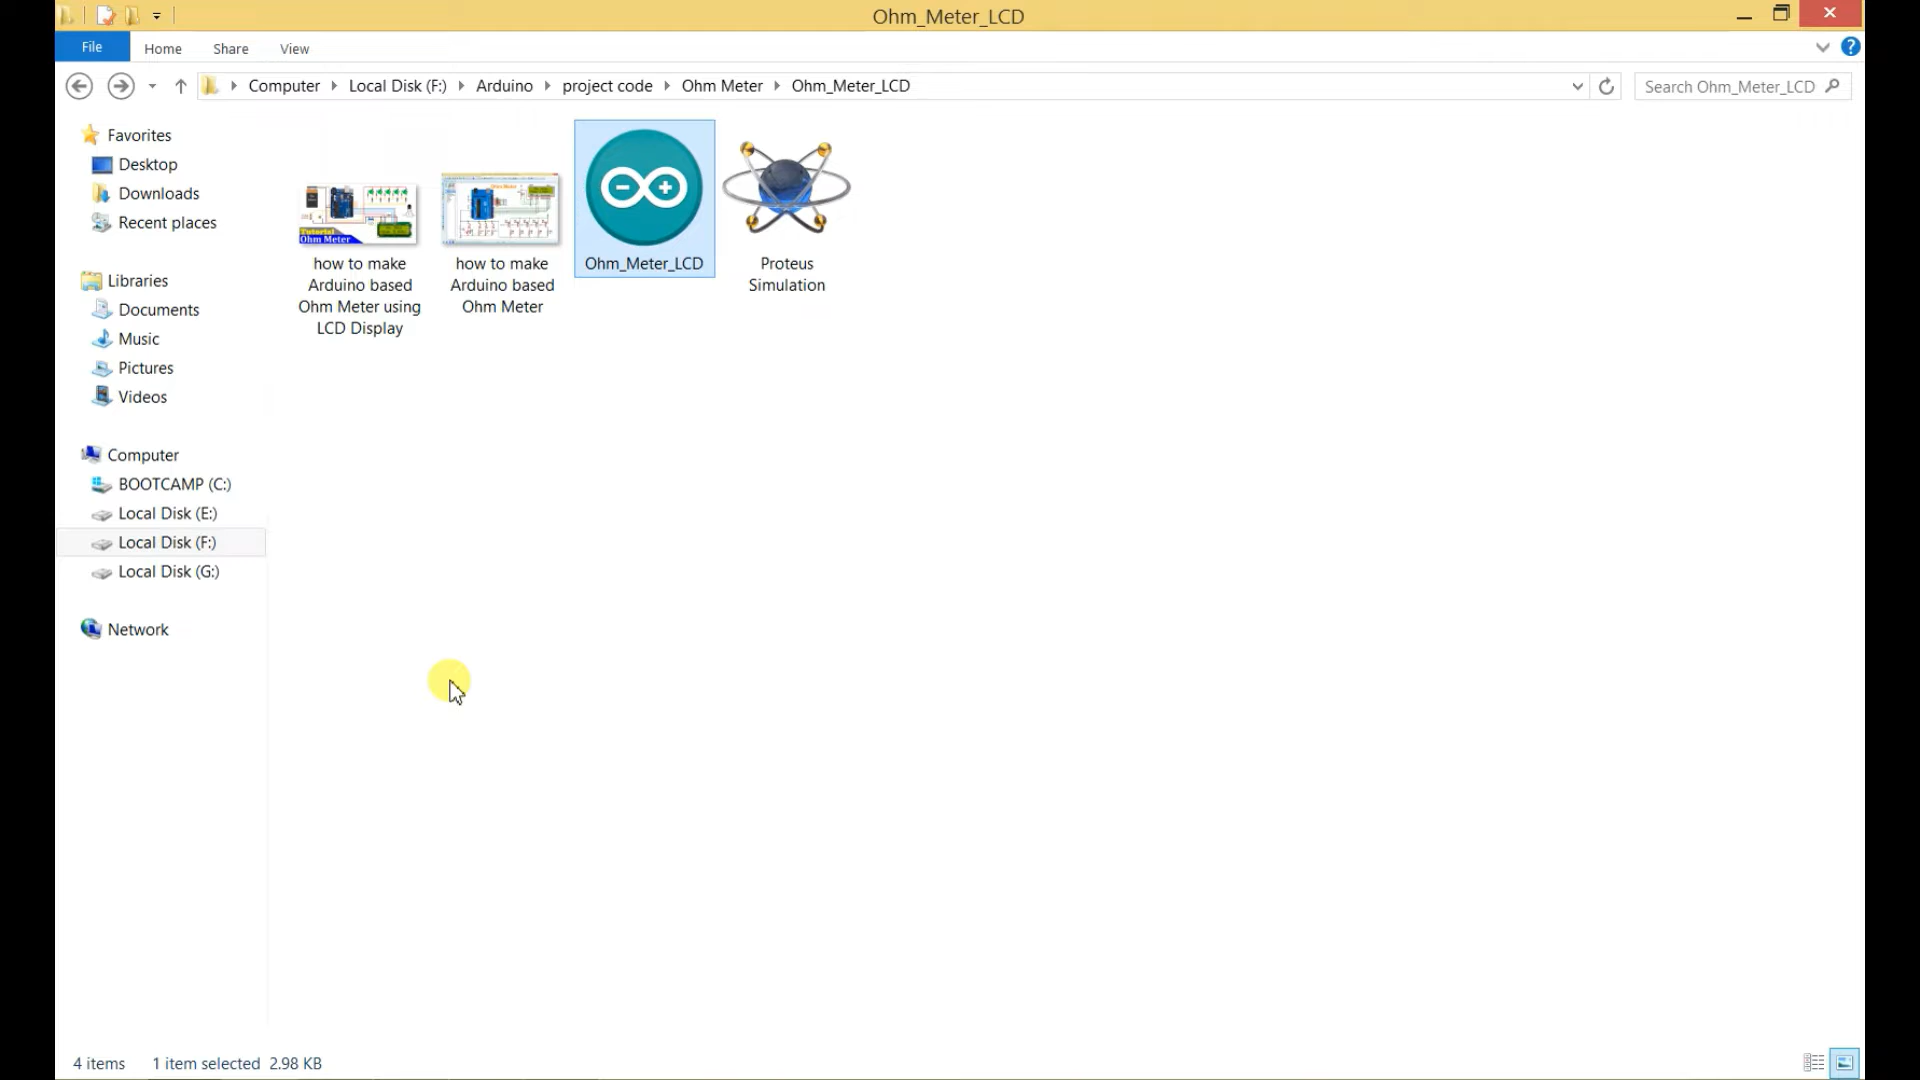 Ohm_Meter_LCD
File
Home
Share
View
Computer
Local Disk (F:)
Arduino
project code
Ohm Meter
Ohm_Meter_LCD
Search Ohm_Meter_LCD
Favorites
Desktop
Downloads
Recent places
Libraries
Documents
Music
Pictures
Videos
Computer
BOOTCAMP (C:)
Local Disk (E:)
Local Disk (F:)
Local Disk (G:)
Network
Tutorial
Ohm Meter
how to make
Arduino based
Ohm Meter using
LCD Display
how to make
Arduino based
Ohm Meter
Ohm_Meter_LCD
Proteus
Simulation
4 items
1 item selected 2.98 KB